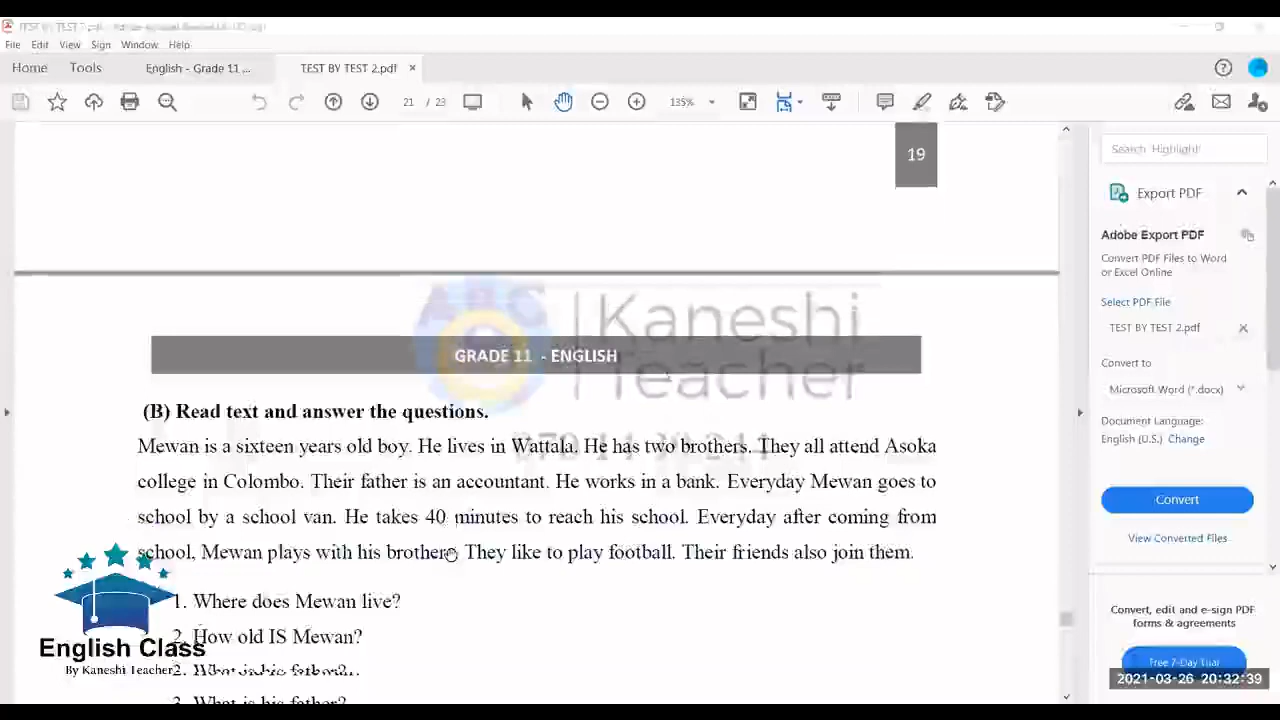 File Edit View Sign Window Help
Home Tools English - Grade 11 ... TEST BY TEST 2.pdf ×
21 / 23 135%
19
Search 'Highlight'
Export PDF
Adobe Export PDF
Convert PDF Files to Word
or Excel Online
Select PDF File
TEST BY TEST 2.pdf
Convert to
Microsoft Word (*.docx)
Document Language:
English (U.S.) Change
Convert
View Converted Files
Convert, edit and e-sign PDF
forms & agreements
Free 7-Day Trial
Kaneshi
Teacher
GRADE 11 - ENGLISH
(B) Read text and answer the questions.
Mewan is a sixteen years old boy. He lives in Wattala. He has two brothers. They all attend Asoka
college in Colombo. Their father is an accountant. He works in a bank. Everyday Mewan goes to
school by a school van. He takes 40 minutes to reach his school. Everyday after coming from
school, Mewan plays with his brothers. They like to play football. Their friends also join them.
1. Where does Mewan live?
2. How old IS Mewan?
3. What is his father?
English Class
By Kaneshi Teacher
2021-03-26 20:32:39